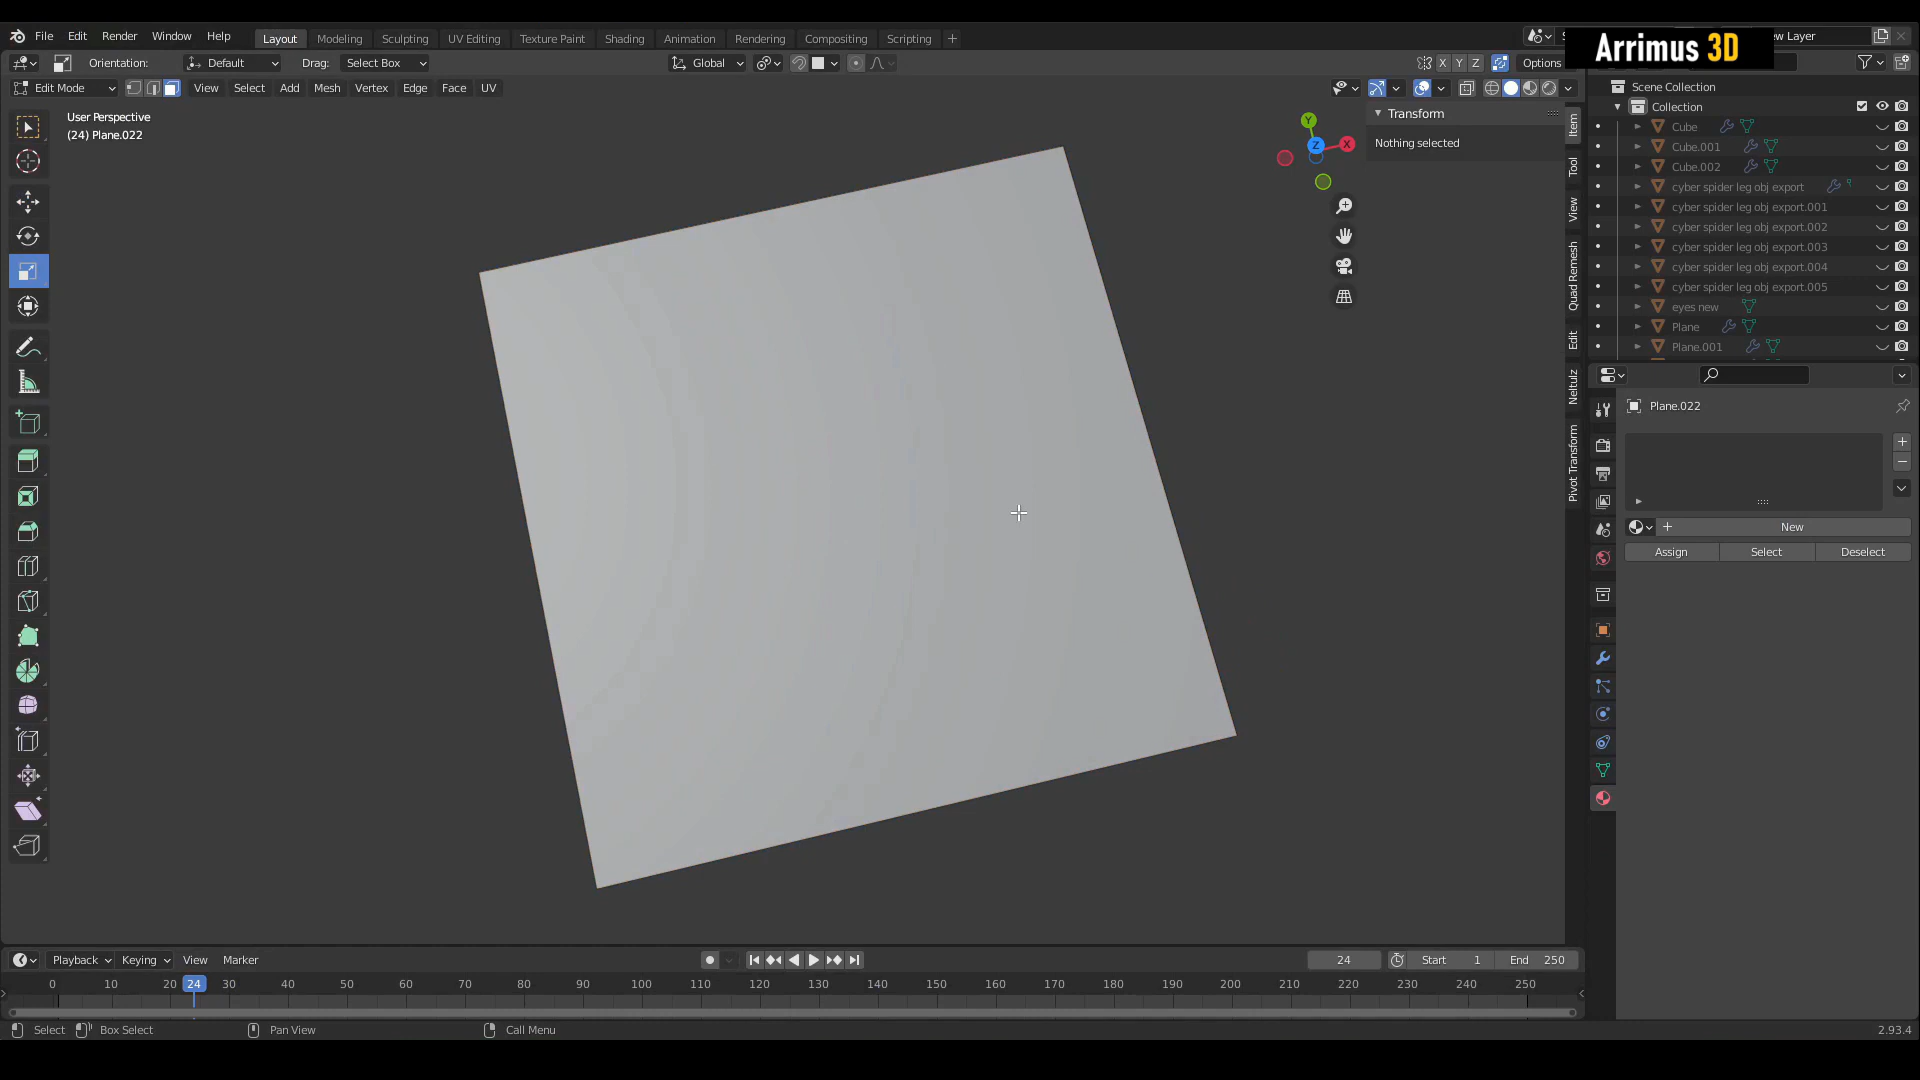 File Edit Render Window Help Layout Modeling Sculpting UV Editing Texture Paint Shading Animation Rendering Compositing Scripting
Arrimus 3D
Orientation: Default Drag: Select Box Global X Y Z Options
Edit Mode View Select Add Mesh Vertex Edge Face UV
User Perspective
(24) Plane.022
Transform
Nothing selected
Y
Z
X
Item
Tool
View
Quad Remesh
Edit
Neltulz
Pivot Transform
Scene Collection
Collection
Cube
Cube.001
Cube.002
cyber spider leg obj export
cyber spider leg obj export.001
cyber spider leg obj export.002
cyber spider leg obj export.003
cyber spider leg obj export.004
cyber spider leg obj export.005
eyes new
Plane
Plane.001
Plane.022
New
Assign Select Deselect
Playback Keying View Marker 24 Start 1 End 250
0 10 20 24 30 40 50 60 70 80 90 100 110 120 130 140 150 160 170 180 190 200 210 220 230 240 250
Select Box Select Pan View Call Menu 2.93.4